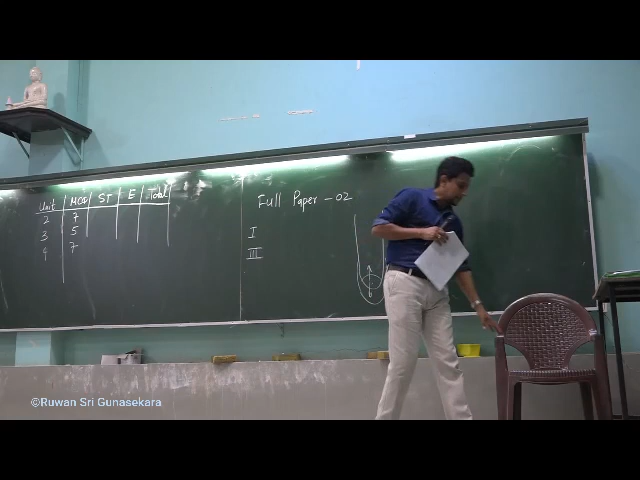 Unit MCQ ST E Total
2 7
3 5
4 7
Full Paper - 02
I
III
©Ruwan Sri Gunasekara